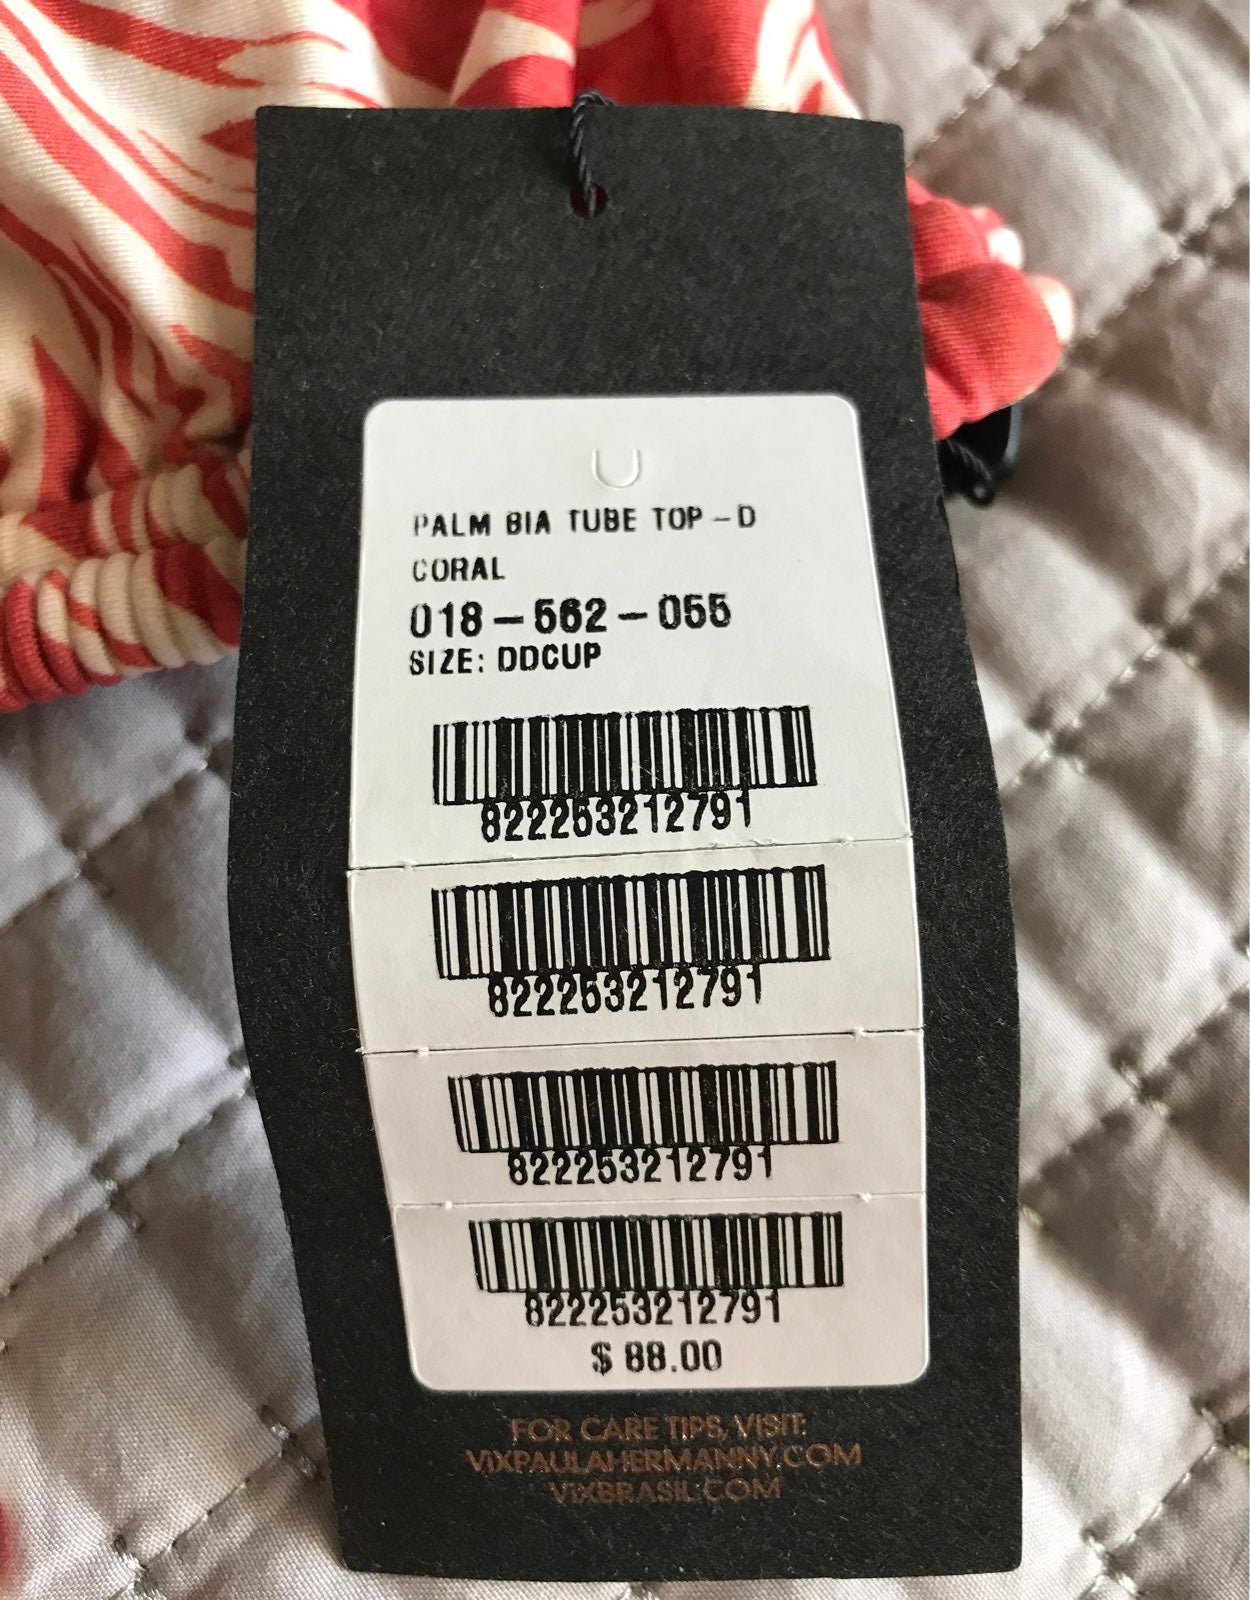 PALM BIA TUBE TOP - D
CORAL
018 - 562 - 055
SIZE: DDCUP
822253212791
822253212791
822253212791
822253212791
$ 88.00
FOR CARE TIPS, VISIT:
ViXPAULAHERMANNY.COM
ViXBRASIL.COM